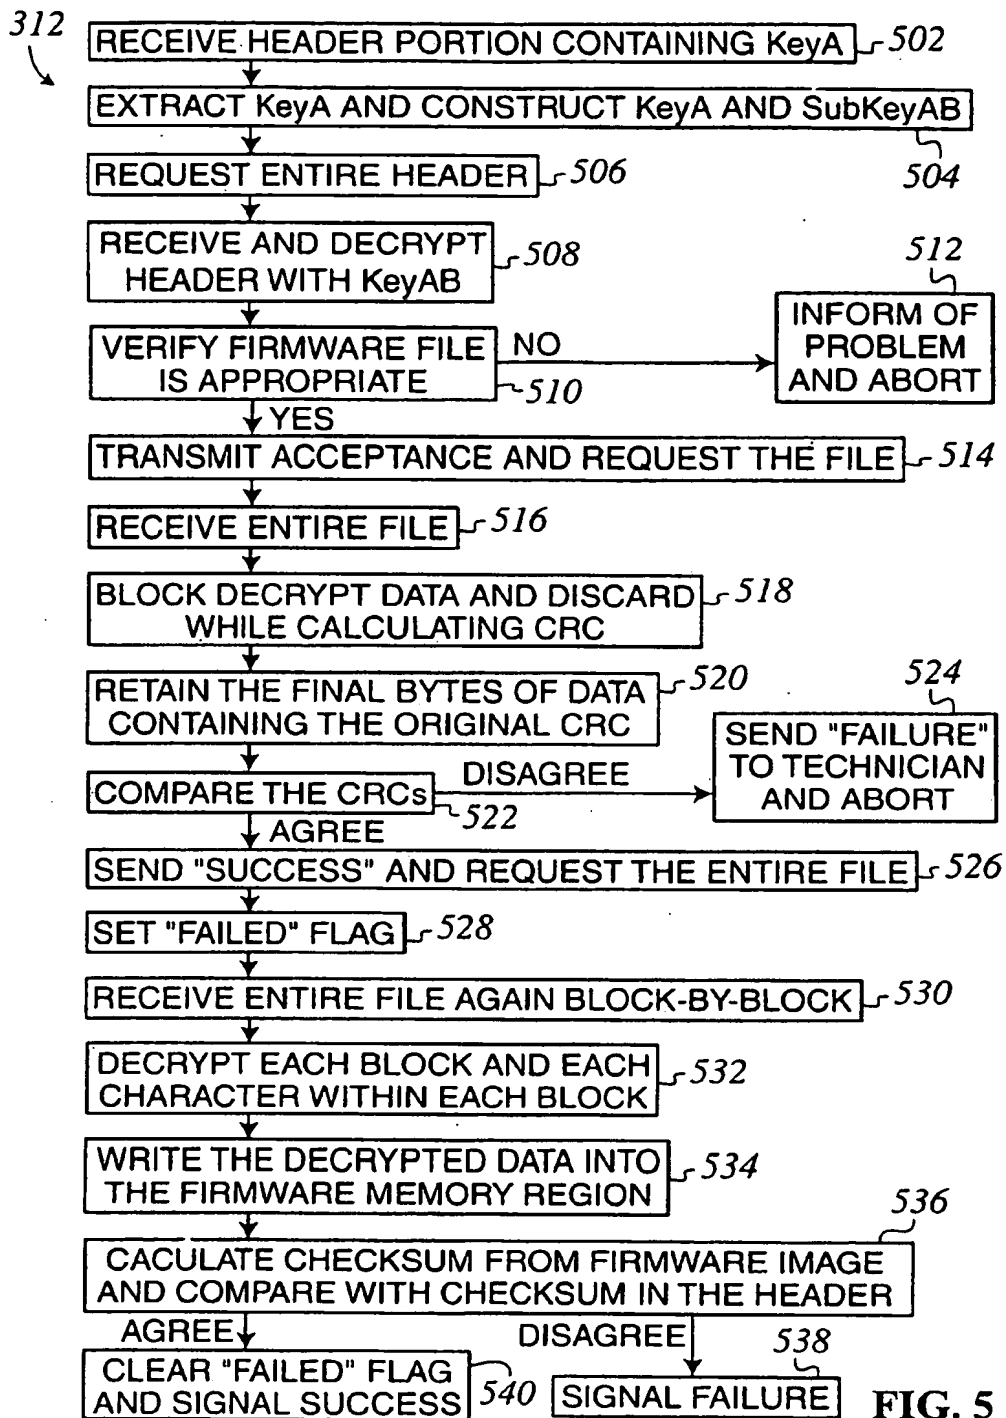 312
RECEIVE HEADER PORTION CONTAINING KeyA 502
EXTRACT KeyA AND CONSTRUCT KeyA AND SubKeyAB
504
REQUEST ENTIRE HEADER 506
RECEIVE AND DECRYPT
HEADER WITH KeyAB
508
512
INFORM OF
PROBLEM
AND ABORT
VERIFY FIRMWARE FILE
IS APPROPRIATE
NO
510
YES
TRANSMIT ACCEPTANCE AND REQUEST THE FILE 514
RECEIVE ENTIRE FILE 516
BLOCK DECRYPT DATA AND DISCARD
WHILE CALCULATING CRC
518
RETAIN THE FINAL BYTES OF DATA
CONTAINING THE ORIGINAL CRC
520
524
SEND "FAILURE"
TO TECHNICIAN
AND ABORT
COMPARE THE CRCs
DISAGREE
522
AGREE
SEND "SUCCESS" AND REQUEST THE ENTIRE FILE 526
SET "FAILED" FLAG 528
RECEIVE ENTIRE FILE AGAIN BLOCK-BY-BLOCK 530
DECRYPT EACH BLOCK AND EACH
CHARACTER WITHIN EACH BLOCK
532
WRITE THE DECRYPTED DATA INTO
THE FIRMWARE MEMORY REGION
534
536
CACULATE CHECKSUM FROM FIRMWARE IMAGE
AND COMPARE WITH CHECKSUM IN THE HEADER
AGREE
DISAGREE
538
CLEAR "FAILED" FLAG
AND SIGNAL SUCCESS
540
SIGNAL FAILURE
FIG. 5